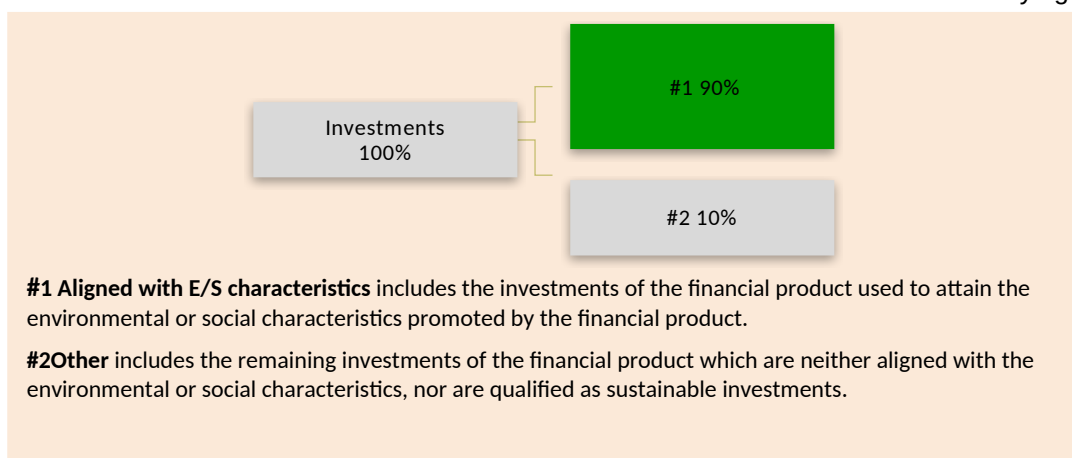 #1 90%
Investments
100%
#2 10%
#1 Aligned with E/S characteristics includes the investments of the financial product used to attain the
environmental or social characteristics promoted by the financial product.
#2Other includes the remaining investments of the financial product which are neither aligned with the
environmental or social characteristics, nor are qualified as sustainable investments.